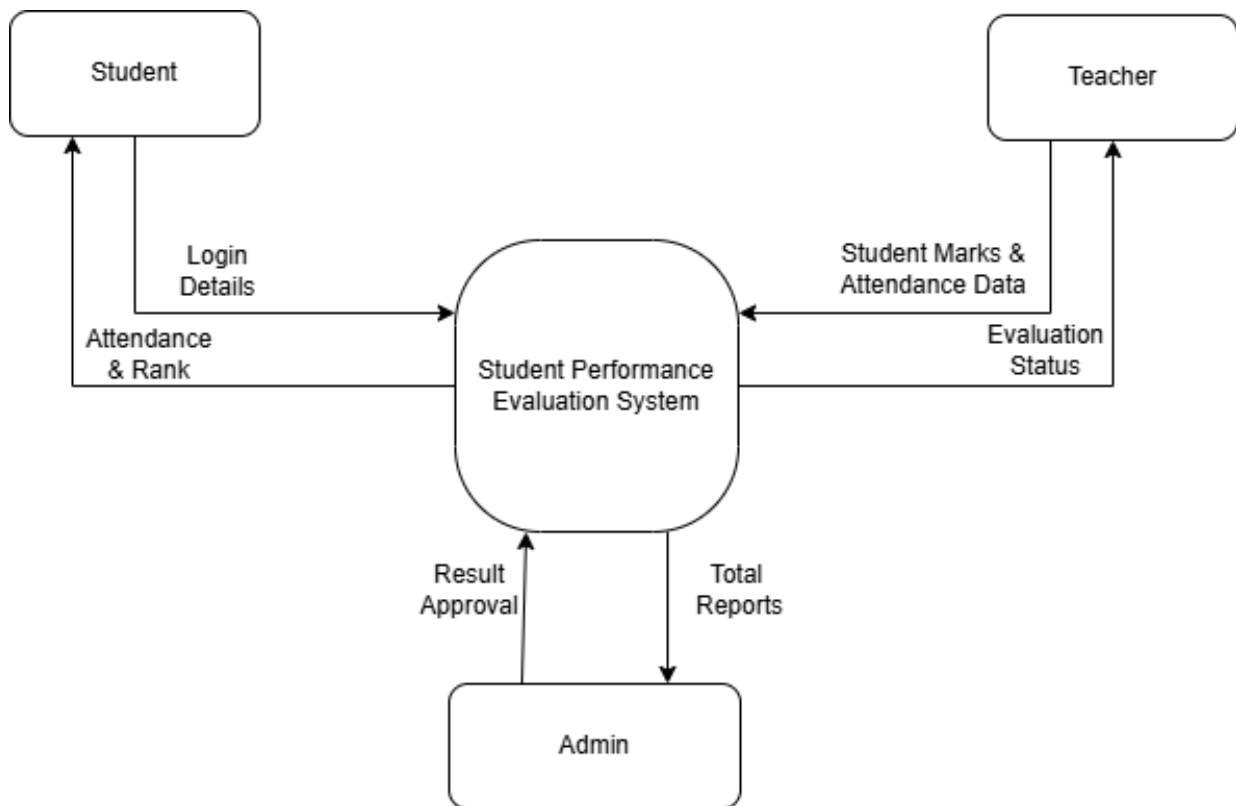 Student
Teacher
Login
Details
Student Marks &
Attendance Data
Attendance
& Rank
Evaluation
Status
Student Performance
Evaluation System
Result
Approval
Total
Reports
Admin